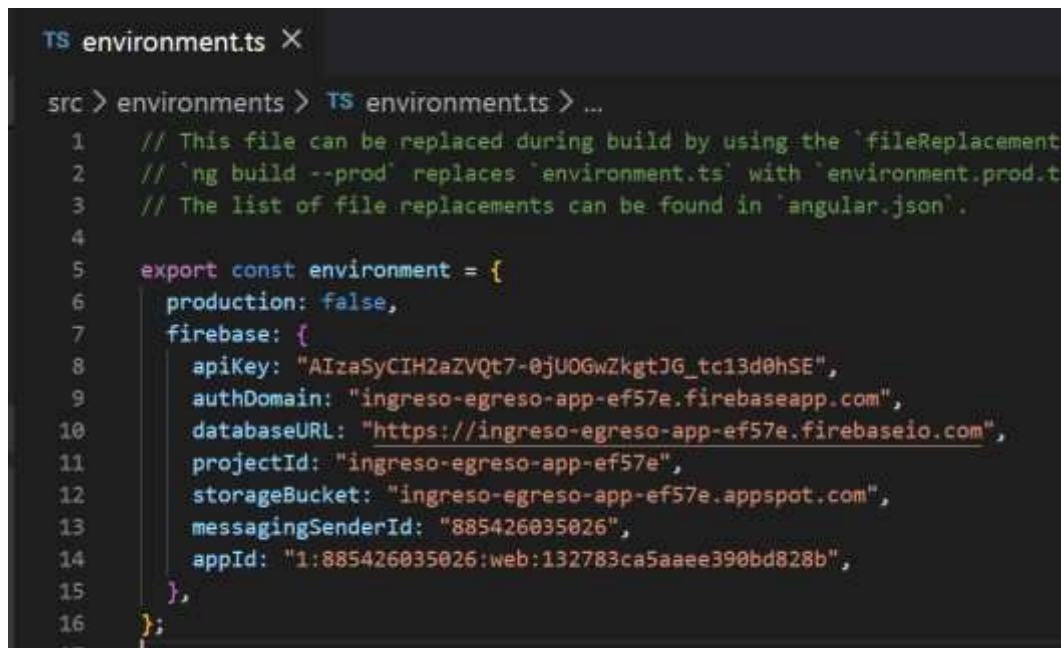 TS environment.ts ×
src > environments > TS environment.ts > ...
1 // This file can be replaced during build by using the `fileReplacement
2 // `ng build --prod` replaces `environment.ts` with `environment.prod.t
3 // The list of file replacements can be found in `angular.json`.
4
5 export const environment = {
6   production: false,
7   firebase: {
8     apiKey: "AIzaSyCIH2aZVQt7-0jUOGwZkgtJG_tc13d0hSE",
9     authDomain: "ingreso-egreso-app-ef57e.firebaseapp.com",
10     databaseURL: "https://ingreso-egreso-app-ef57e.firebaseio.com",
11     projectId: "ingreso-egreso-app-ef57e",
12     storageBucket: "ingreso-egreso-app-ef57e.appspot.com",
13     messagingSenderId: "885426035026",
14     appId: "1:885426035026:web:132783ca5aaee390bd828b",
15   },
16 };